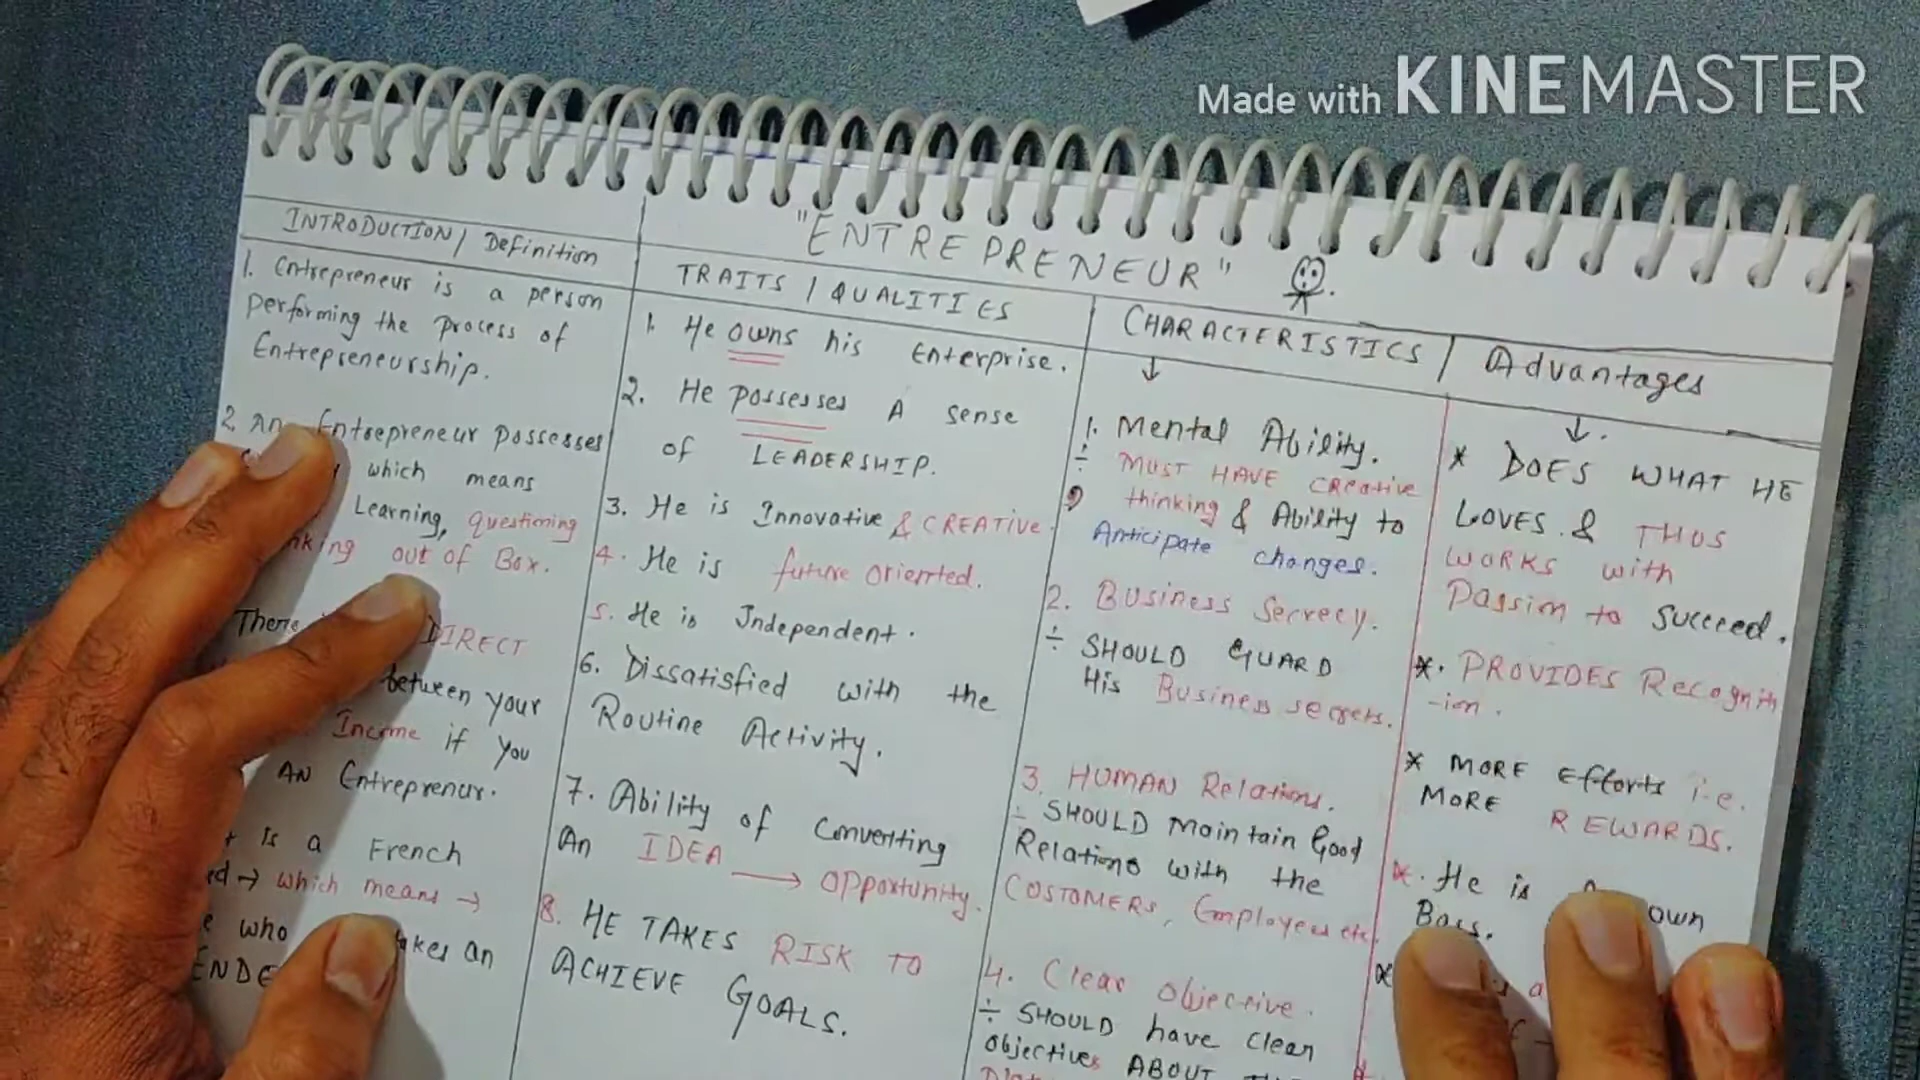 Made with KINEMASTER
"ENTREPRENEUR"
INTRODUCTION / Definition
1. Entrepreneur is a person
performing the process of
Entrepreneurship.
2. An Entrepreneur possesses
which means
Learning, questioning
out of Box.
There DIRECT
between your
Income if you
AN Entrepreneur.
is a French
→ which means →
who
an
TRAITS / QUALITIES
1. He owns his Enterprise.
2. He possesses A sense
of LEADERSHIP.
3. He is Innovative & CREATIVE.
4. He is future oriented.
5. He is Independent.
6. Dissatisfied with the
Routine Activity.
7. Ability of Converting
An IDEA → opportunity.
8. HE TAKES RISK TO
ACHIEVE GOALS.
CHARACTERISTICS / Advantages
↓
1. Mental Ability.
÷ MUST HAVE creative
thinking & Ability to
Anticipate changes.
2. Business Secrecy.
÷ SHOULD GUARD
His Business secrets.
3. HUMAN Relations.
÷ SHOULD Maintain Good
Relations with the
COSTOMERS, Employees etc.
4. Clear objective.
÷ SHOULD have clear
objectives ABOUT
↓.
* DOES WHAT HE
LOVES. & THUS
WORKS with
Passion to succeed.
*. PROVIDES Recognit
-ion.
* MORE Efforts i.e.
MORE REWARDS.
*. He is own
Boss.